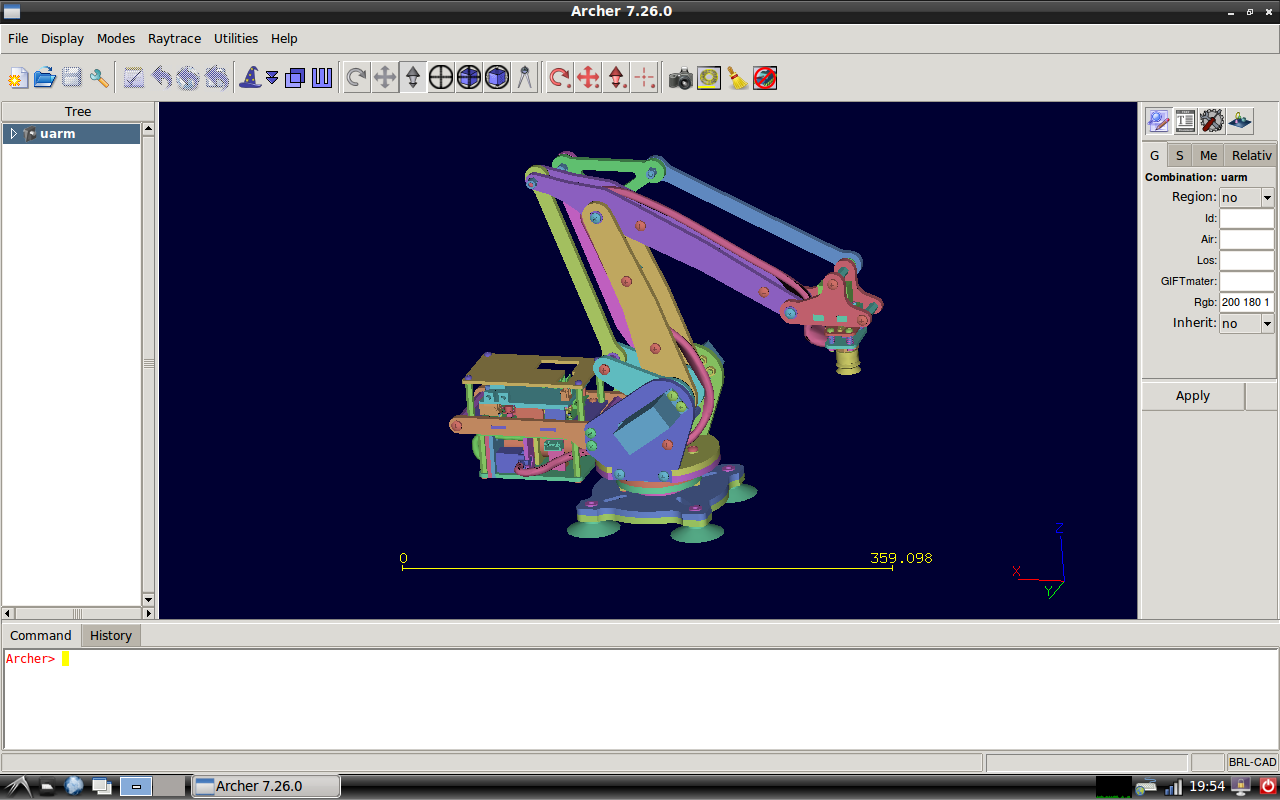 Archer 7.26.0
File Display Modes Raytrace Utilities Help
Tree
uarm
G S Me Relativ
Combination: uarm
Region: no
Id:
Air:
Los:
GIFTmater:
Rgb: 200 180 1
Inherit: no
Apply
0 359.098
Z
X
Y
Command History
Archer>
BRL-CAD
Archer 7.26.0
19:54